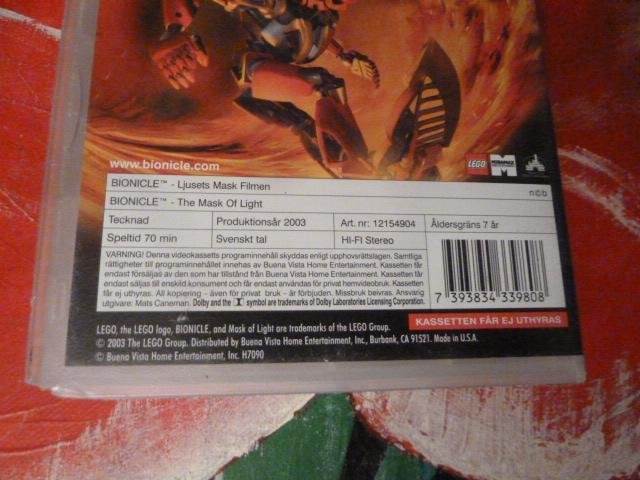 www.bionicle.com
LEGO
MIRAMAX
M
BIONICLE™ - Ljusets Mask Filmen
ncb
BIONICLE™ - The Mask Of Light
Tecknad Produktionsår 2003 Art. nr: 12154904 Åldersgräns 7 år
Speltid 70 min Svenskt tal HI-FI Stereo
VARNING! Denna videokassetts programinnehåll skyddas enligt upphovsrättslagen. Samtliga
rättigheter till programinnehållet innehas av Buena Vista Home Entertainment. Kassetten får
endast försäljas av den som har tillstånd från Buena Vista Home Entertainment. Kassetten får
endast säljas till enskild konsument och får endast användas för privat hemvideobruk. Kassetten
får ej uthyras. All kopiering - även för privat bruk - är förbjuden. Missbruk beivras. Ansvarig
utgivare: Mats Caneman. Dolby and the symbol are trademarks of Dolby Laboratories Licensing Corporation.
7 393834 339808
KASSETTEN FÅR EJ UTHYRAS
LEGO, the LEGO logo, BIONICLE, and Mask of Light are trademarks of the LEGO Group.
© 2003 The LEGO Group. Distributed by Buena Vista Home Entertainment, Inc., Burbank, CA 91521. Made in U.S.A.
© Buena Vista Home Entertainment, Inc. H7090